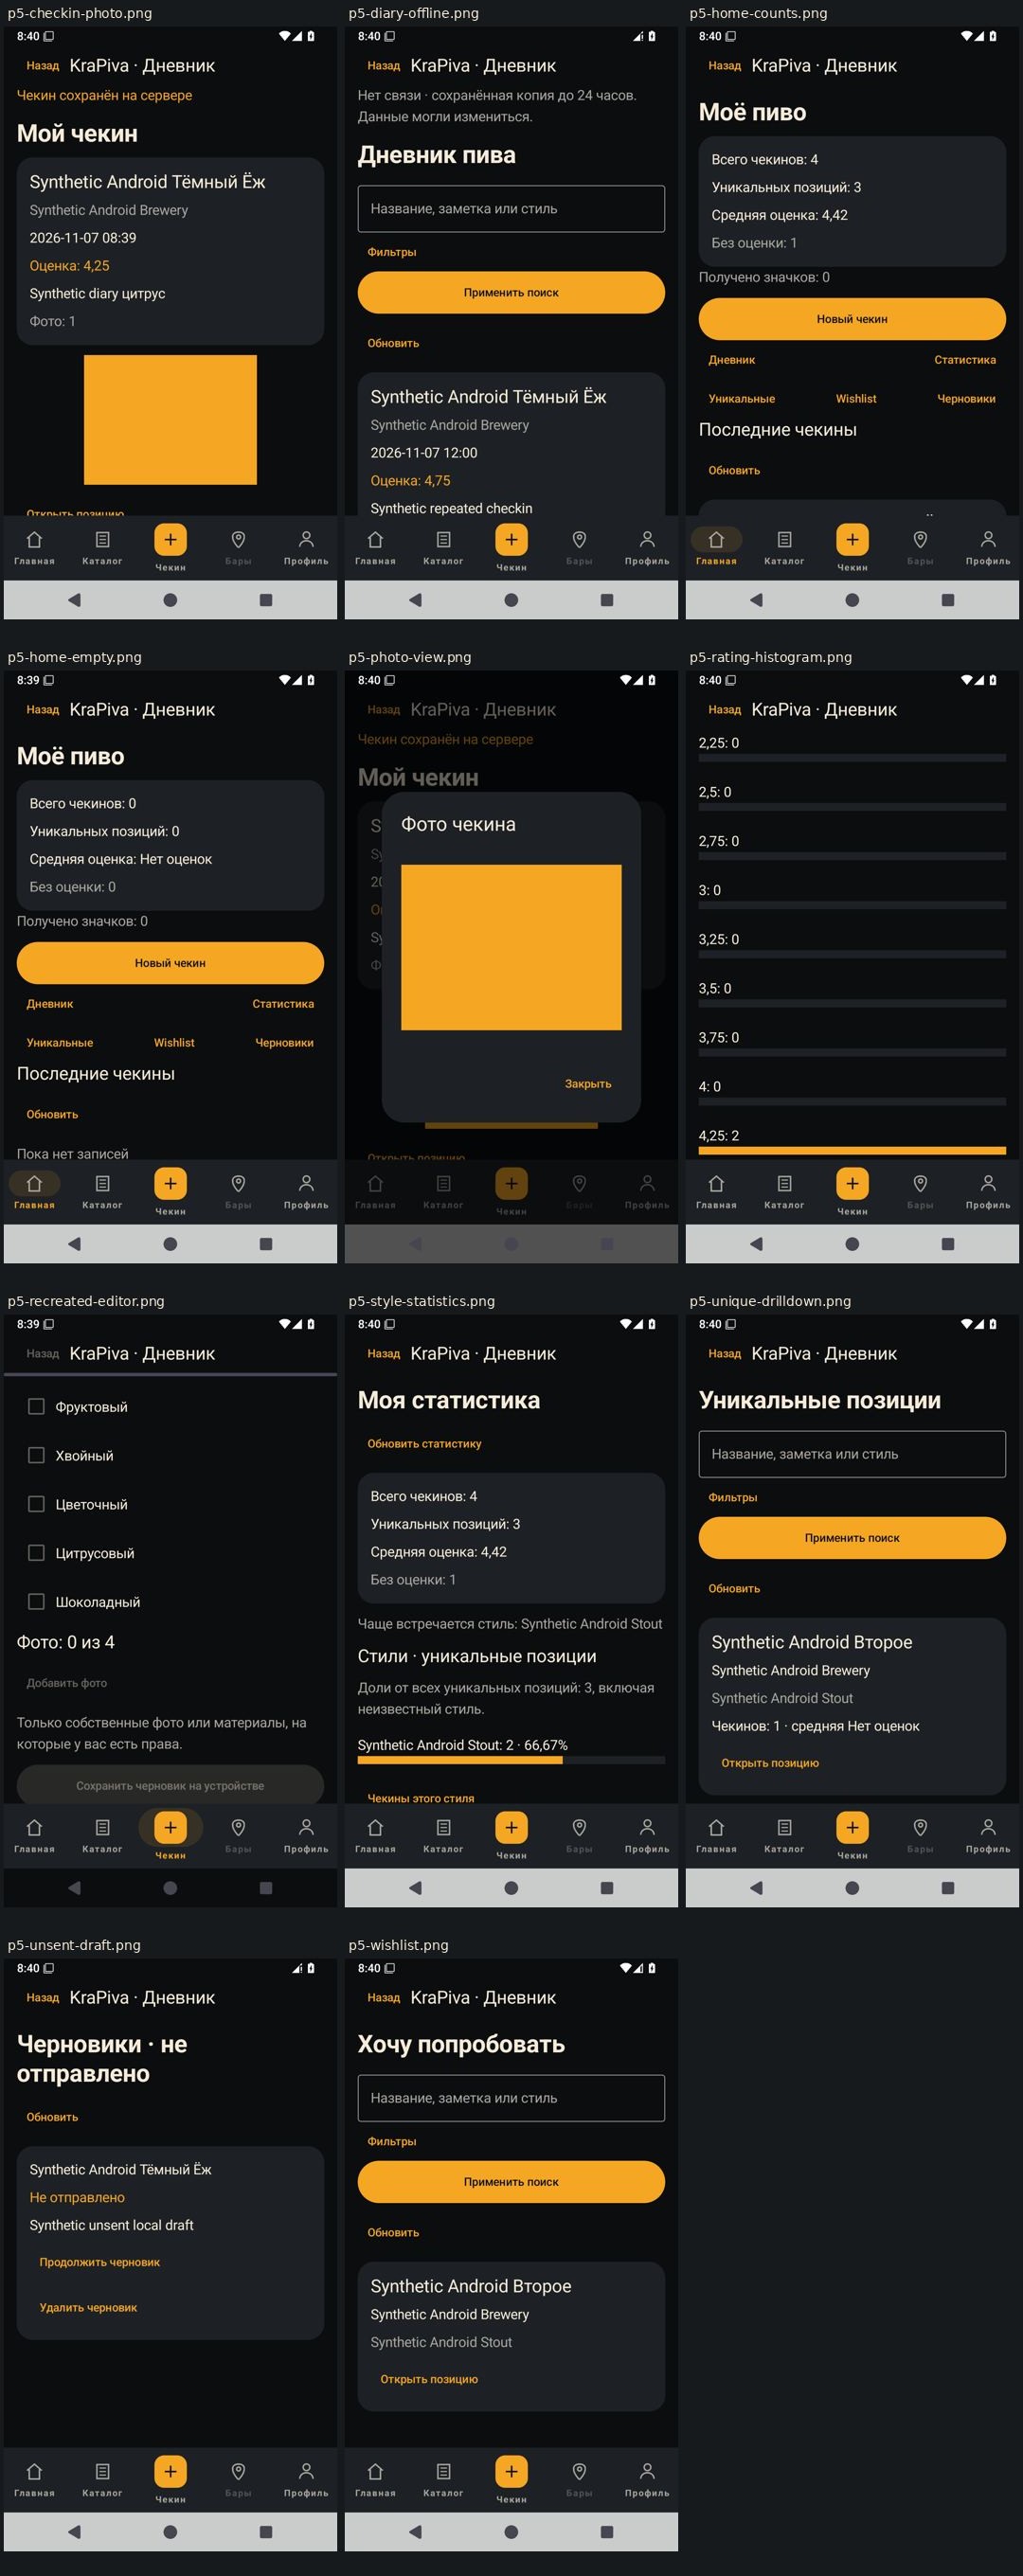 p5-checkin-photo.png
8:40
Назад KraPiva · Дневник
Чекин сохранён на сервере
Мой чекин
Synthetic Android Тёмный Ёж
Synthetic Android Brewery
2026-11-07 08:39
Оценка: 4,25
Synthetic diary цитрус
Фото: 1
Открыть позицию
Главная Каталог Чекин Бары Профиль
p5-diary-offline.png
8:40
Назад KraPiva · Дневник
Нет связи · сохранённая копия до 24 часов.
Данные могли измениться.
Дневник пива
Название, заметка или стиль
Фильтры
Применить поиск
Обновить
Synthetic Android Тёмный Ёж
Synthetic Android Brewery
2026-11-07 12:00
Оценка: 4,75
Synthetic repeated checkin
Главная Каталог Чекин Бары Профиль
p5-home-counts.png
8:40
Назад KraPiva · Дневник
Моё пиво
Всего чекинов: 4
Уникальных позиций: 3
Средняя оценка: 4,42
Без оценки: 1
Получено значков: 0
Новый чекин
Дневник Статистика
Уникальные Wishlist Черновики
Последние чекины
Обновить
Главная Каталог Чекин Бары Профиль
p5-home-empty.png
8:39
Назад KraPiva · Дневник
Моё пиво
Всего чекинов: 0
Уникальных позиций: 0
Средняя оценка: Нет оценок
Без оценки: 0
Получено значков: 0
Новый чекин
Дневник Статистика
Уникальные Wishlist Черновики
Последние чекины
Обновить
Пока нет записей
Главная Каталог Чекин Бары Профиль
p5-photo-view.png
8:40
Назад KraPiva · Дневник
Чекин сохранён на сервере
Мой чекин
Фото чекина
Закрыть
Открыть позицию
Главная Каталог Чекин Бары Профиль
p5-rating-histogram.png
8:40
Назад KraPiva · Дневник
2,25: 0
2,5: 0
2,75: 0
3: 0
3,25: 0
3,5: 0
3,75: 0
4: 0
4,25: 2
Главная Каталог Чекин Бары Профиль
p5-recreated-editor.png
8:39
Назад KraPiva · Дневник
Фруктовый
Хвойный
Цветочный
Цитрусовый
Шоколадный
Фото: 0 из 4
Добавить фото
Только собственные фото или материалы, на
которые у вас есть права.
Сохранить черновик на устройстве
Главная Каталог Чекин Бары Профиль
p5-style-statistics.png
8:40
Назад KraPiva · Дневник
Моя статистика
Обновить статистику
Всего чекинов: 4
Уникальных позиций: 3
Средняя оценка: 4,42
Без оценки: 1
Чаще встречается стиль: Synthetic Android Stout
Стили · уникальные позиции
Доли от всех уникальных позиций: 3, включая
неизвестный стиль.
Synthetic Android Stout: 2 · 66,67%
Чекины этого стиля
Главная Каталог Чекин Бары Профиль
p5-unique-drilldown.png
8:40
Назад KraPiva · Дневник
Уникальные позиции
Название, заметка или стиль
Фильтры
Применить поиск
Обновить
Synthetic Android Второе
Synthetic Android Brewery
Synthetic Android Stout
Чекинов: 1 · средняя Нет оценок
Открыть позицию
Главная Каталог Чекин Бары Профиль
p5-unsent-draft.png
8:40
Назад KraPiva · Дневник
Черновики · не
отправлено
Обновить
Synthetic Android Тёмный Ёж
Не отправлено
Synthetic unsent local draft
Продолжить черновик
Удалить черновик
Главная Каталог Чекин Бары Профиль
p5-wishlist.png
8:40
Назад KraPiva · Дневник
Хочу попробовать
Название, заметка или стиль
Фильтры
Применить поиск
Обновить
Synthetic Android Второе
Synthetic Android Brewery
Synthetic Android Stout
Открыть позицию
Главная Каталог Чекин Бары Профиль